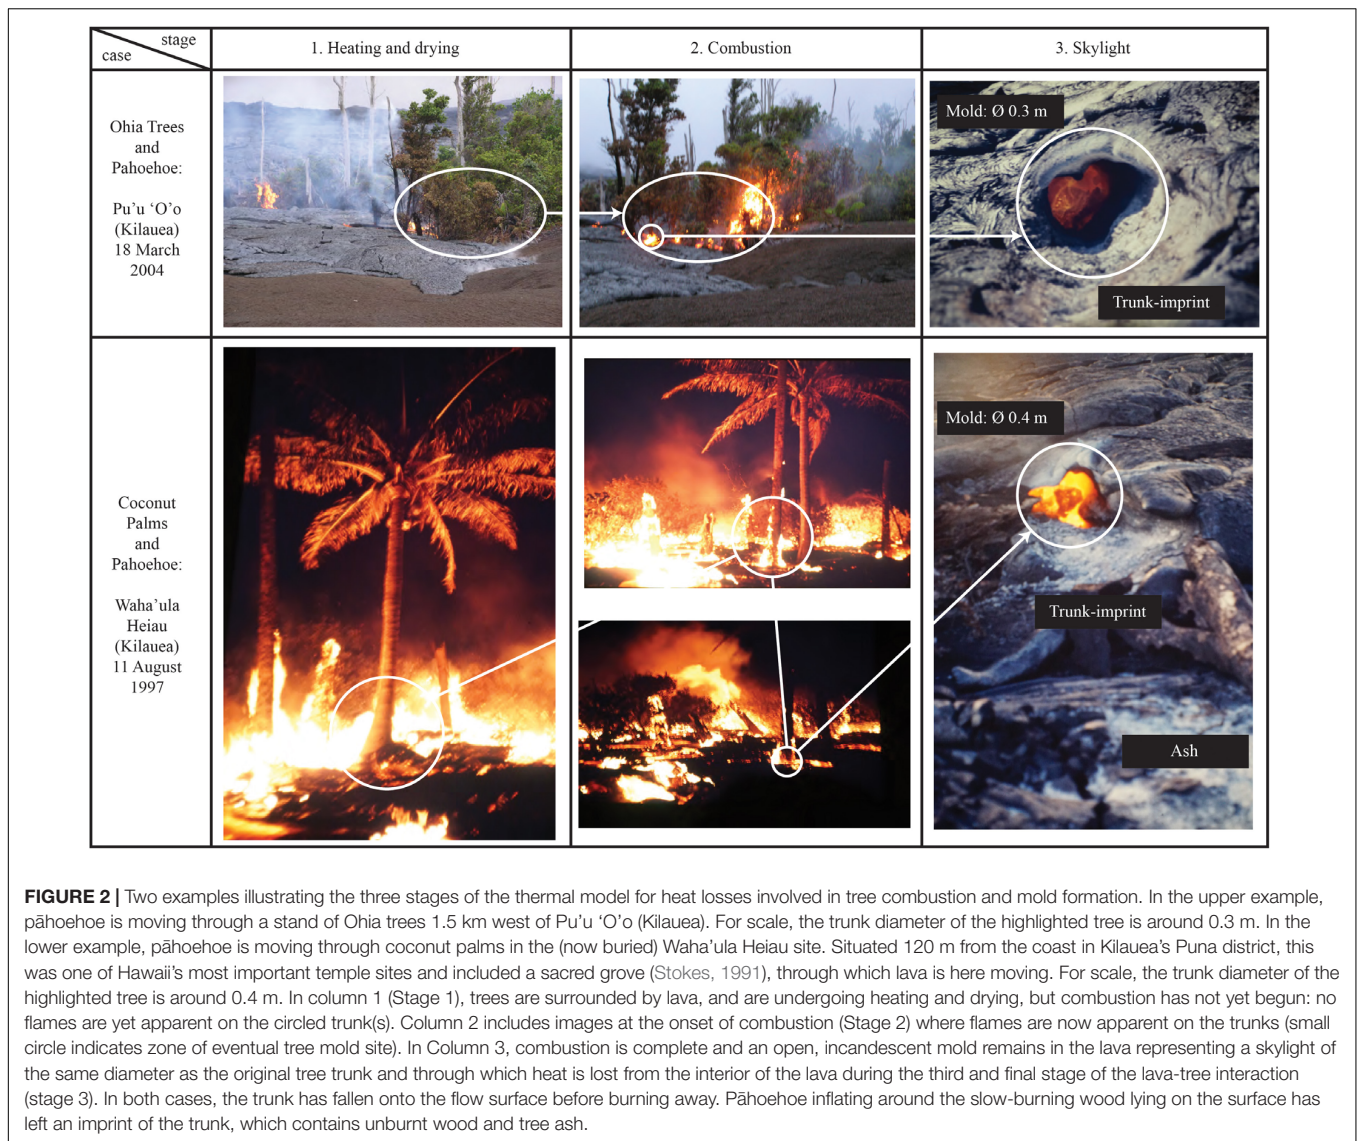 stage
case
1. Heating and drying
2. Combustion
3. Skylight
Ohia Trees
and
Pahoehoe:
Pu'u 'O'o
(Kilauea)
18 March
2004
Mold: Ø 0.3 m
Trunk-imprint
Coconut
Palms
and
Pahoehoe:
Waha'ula
Heiau
(Kilauea)
11 August
1997
Mold: Ø 0.4 m
Trunk-imprint
Ash
FIGURE 2 | Two examples illustrating the three stages of the thermal model for heat losses involved in tree combustion and mold formation. In the upper example,
pāhoehoe is moving through a stand of Ohia trees 1.5 km west of Pu'u 'O'o (Kilauea). For scale, the trunk diameter of the highlighted tree is around 0.3 m. In the
lower example, pāhoehoe is moving through coconut palms in the (now buried) Waha'ula Heiau site. Situated 120 m from the coast in Kilauea's Puna district, this
was one of Hawaii's most important temple sites and included a sacred grove (Stokes, 1991), through which lava is here moving. For scale, the trunk diameter of the
highlighted tree is around 0.4 m. In column 1 (Stage 1), trees are surrounded by lava, and are undergoing heating and drying, but combustion has not yet begun: no
flames are yet apparent on the circled trunk(s). Column 2 includes images at the onset of combustion (Stage 2) where flames are now apparent on the trunks (small
circle indicates zone of eventual tree mold site). In Column 3, combustion is complete and an open, incandescent mold remains in the lava representing a skylight of
the same diameter as the original tree trunk and through which heat is lost from the interior of the lava during the third and final stage of the lava-tree interaction
(stage 3). In both cases, the trunk has fallen onto the flow surface before burning away. Pāhoehoe inflating around the slow-burning wood lying on the surface has
left an imprint of the trunk, which contains unburnt wood and tree ash.